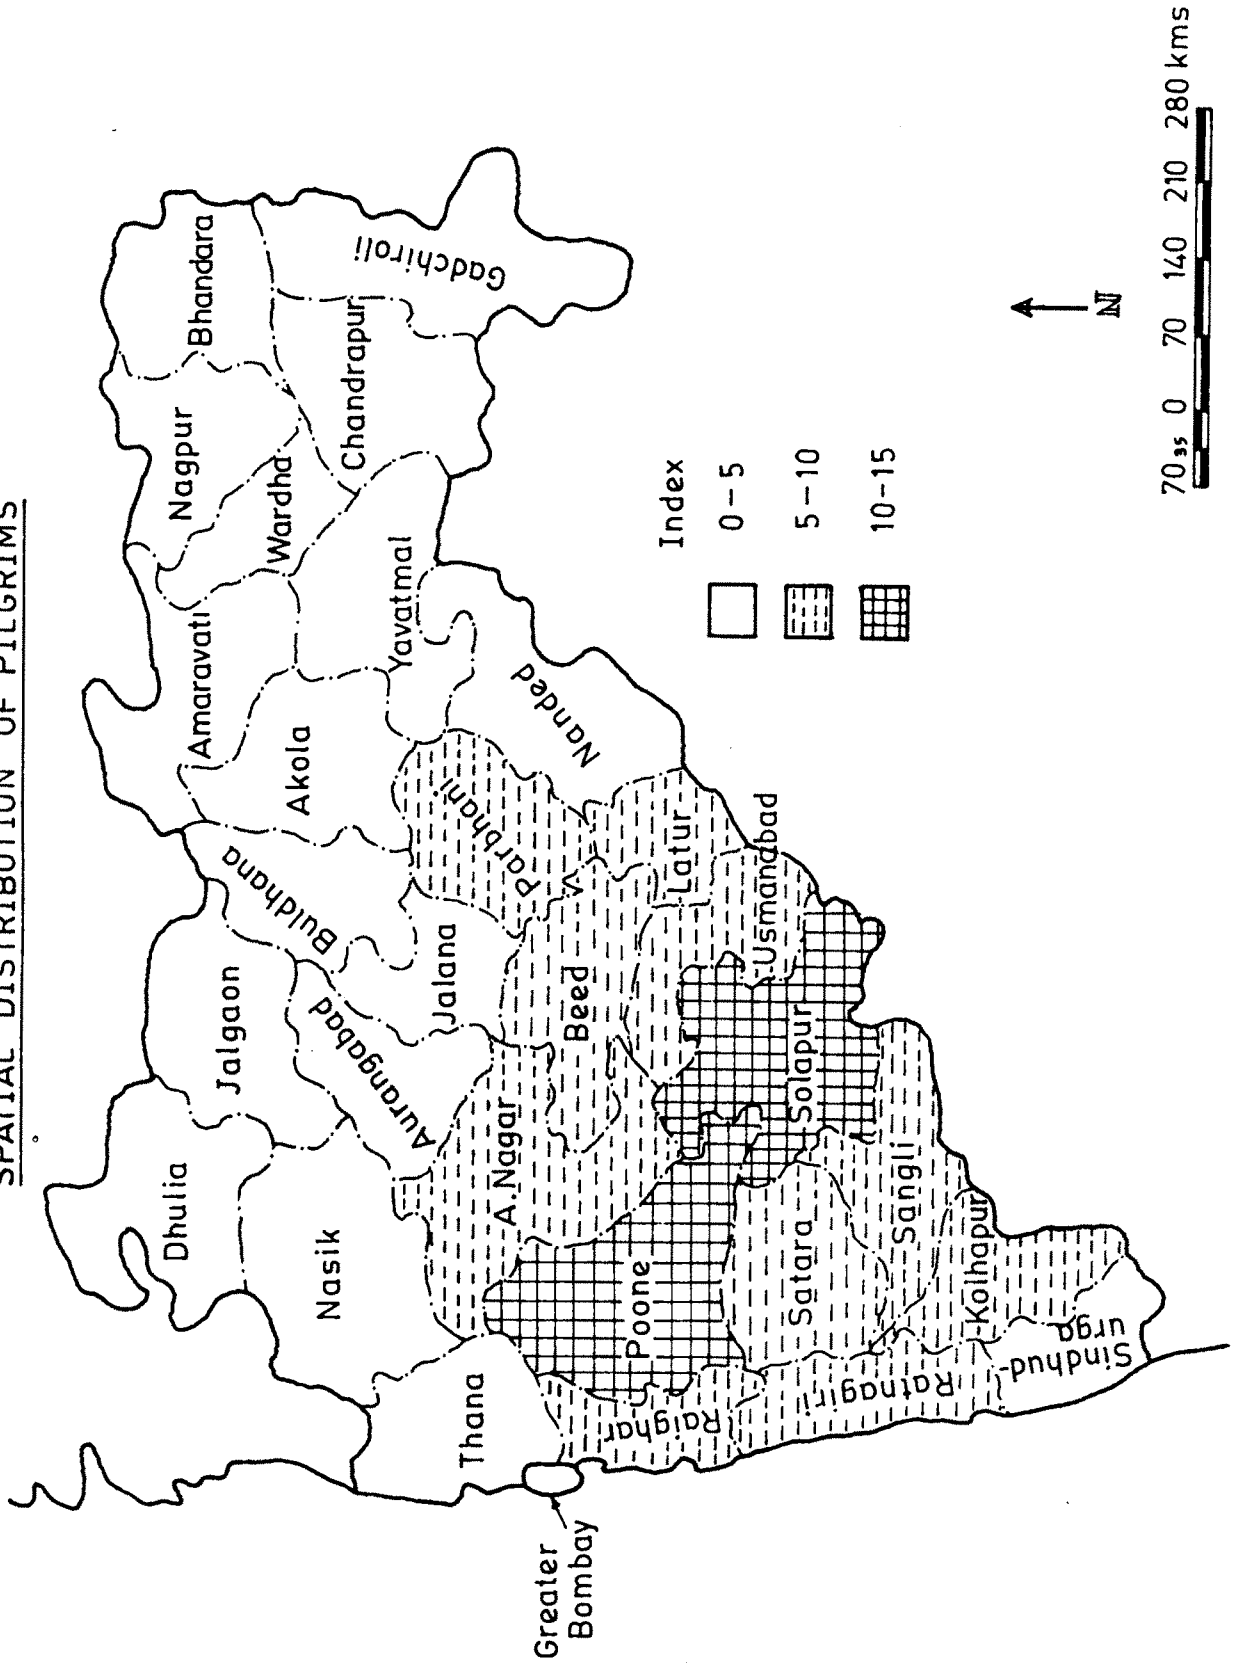 SPATIAL DISTRIBUTION OF PILGRIMS
Dhulia
Jalgaon
Buldhana
Amaravati
Nagpur
Bhandara
Nasik
Aurangabad
Jalana
Akola
Wardha
Yavatmal
Chandrapur
Gadchiroli
Thana
Greater
Bombay
A.Nagar
Beed
Parbhani
Nanded
Raighar
Poone
Latur
Usmanabad
Solapur
Satara
Sangli
Ratnagiri
Kolhapur
Sindhud-
urga
Index
0 – 5
5 – 10
10 – 15
N
70 35 0 70 140 210 280 kms